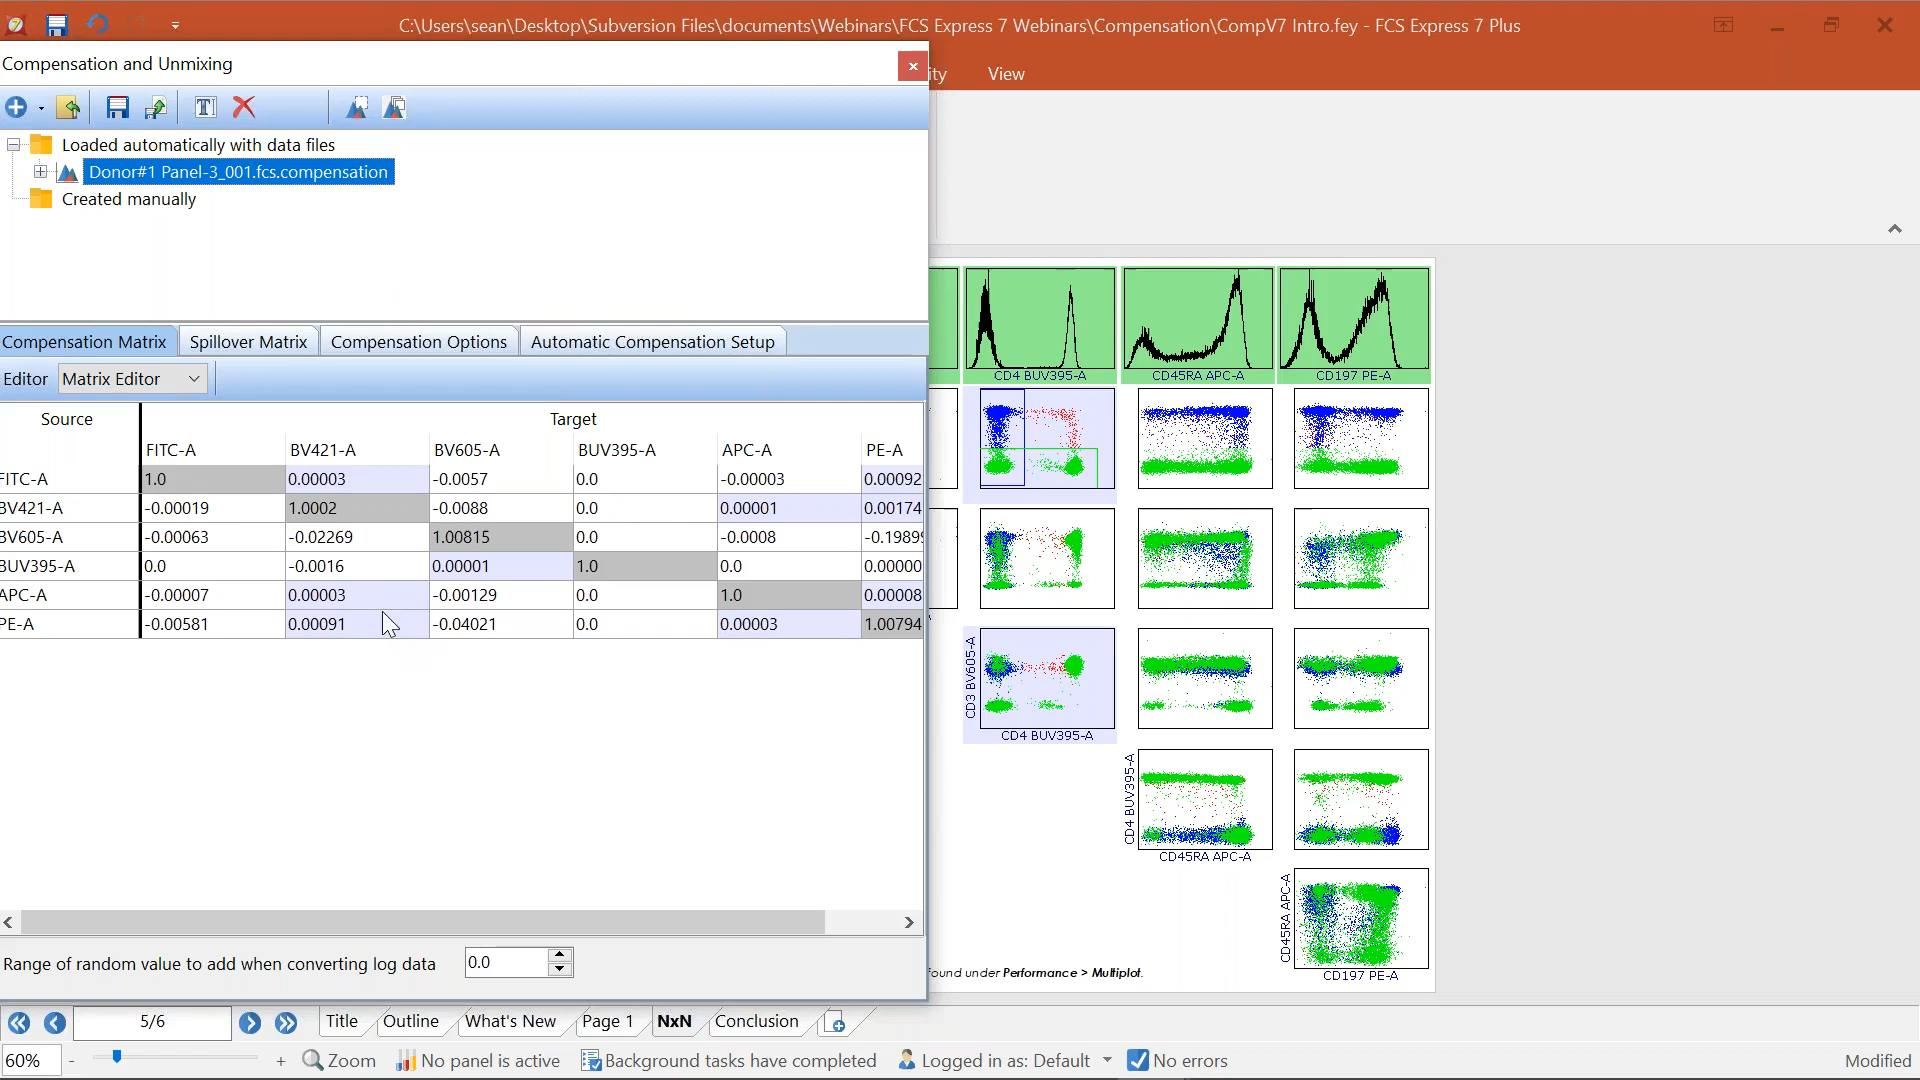 C:\Users\sean\Desktop\Subversion Files\documents\Webinars\FCS Express 7 Webinars\Compensation\CompV7 Intro.fey - FCS Express 7 Plus
Compensation and Unmixing
ity View
Loaded automatically with data files
Donor#1 Panel-3_001.fcs.compensation
Created manually
Compensation Matrix Spillover Matrix Compensation Options Automatic Compensation Setup
Editor Matrix Editor
Source Target
FITC-A BV421-A BV605-A BUV395-A APC-A PE-A
FITC-A 1.0 0.00003 -0.0057 0.0 -0.00003 0.00092
BV421-A -0.00019 1.0002 -0.0088 0.0 0.00001 0.00174
BV605-A -0.00063 -0.02269 1.00815 0.0 -0.0008 -0.19899
BUV395-A 0.0 -0.0016 0.00001 1.0 0.0 0.00000
APC-A -0.00007 0.00003 -0.00129 0.0 1.0 0.00008
PE-A -0.00581 0.00091 -0.04021 0.0 0.00003 1.00794
Range of random value to add when converting log data 0.0
CD4 BUV395-A CD45RA APC-A CD197 PE-A
CD3 BV605-A
CD4 BUV395-A
CD4 BUV395-A
CD45RA APC-A
CD45RA APC-A
CD197 PE-A
ound under Performance > Multiplot.
5/6 Title Outline What's New Page 1 NxN Conclusion
60% - + Zoom No panel is active Background tasks have completed Logged in as: Default No errors Modified